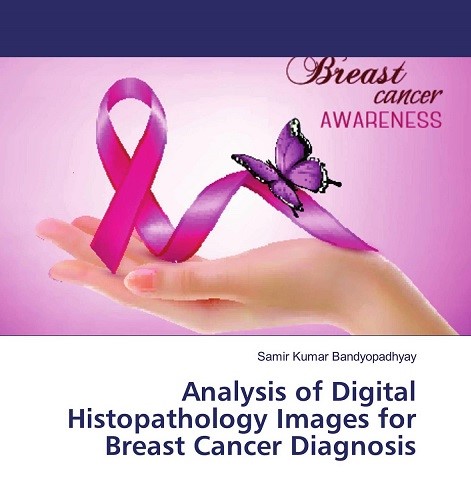 Breast
cancer
AWARENESS
Samir Kumar Bandyopadhyay
Analysis of Digital
Histopathology Images for
Breast Cancer Diagnosis